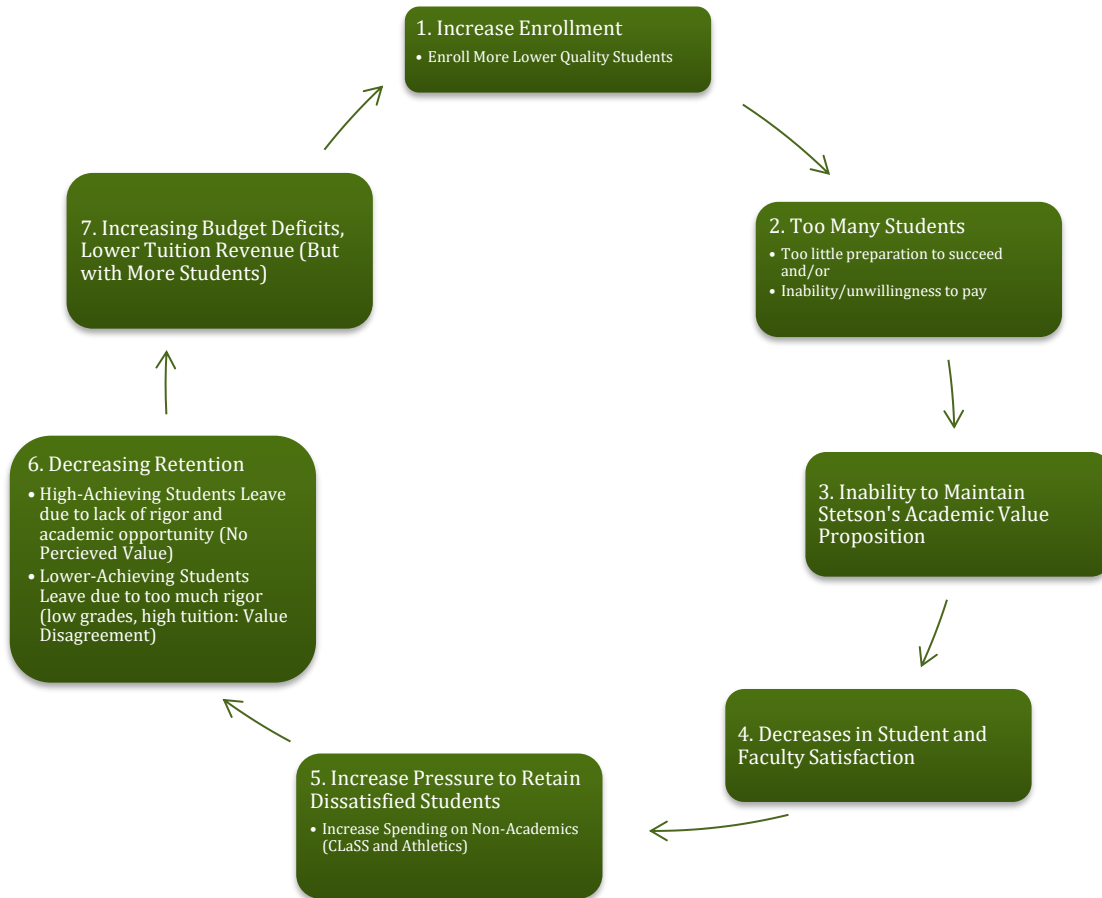 1. Increase Enrollment
• Enroll More Lower Quality Students
2. Too Many Students
• Too little preparation to succeed
and/or
• Inability/unwillingness to pay
3. Inability to Maintain
Stetson's Academic Value
Proposition
4. Decreases in Student and
Faculty Satisfaction
5. Increase Pressure to Retain
Dissatisfied Students
• Increase Spending on Non-Academics
(CLaSS and Athletics)
6. Decreasing Retention
• High-Achieving Students Leave
due to lack of rigor and
academic opportunity (No
Percieved Value)
• Lower-Achieving Students
Leave due to too much rigor
(low grades, high tuition: Value
Disagreement)
7. Increasing Budget Deficits,
Lower Tuition Revenue (But
with More Students)